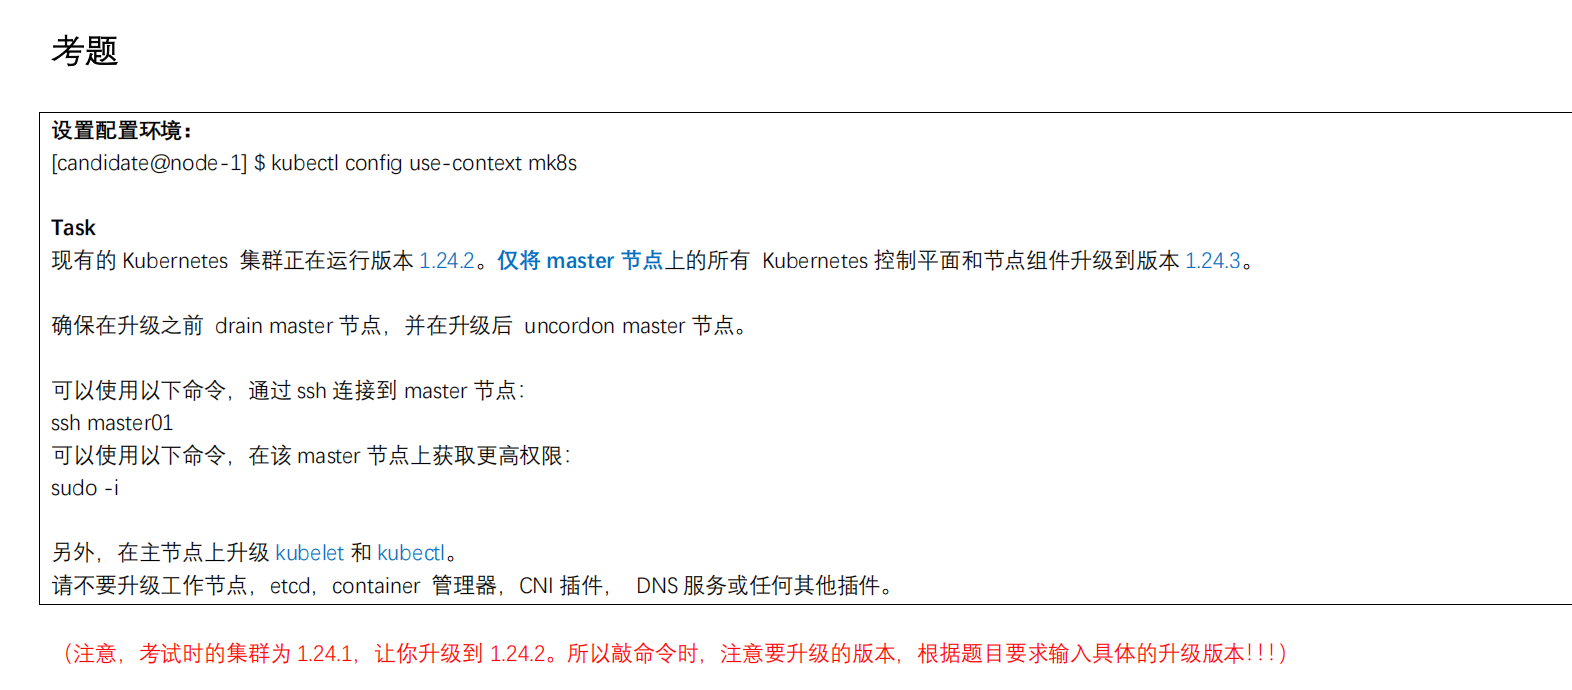 考题
设置配置环境：
[candidate@node-1] $ kubectl config use-context mk8s
Task
现有的 Kubernetes 集群正在运行版本 1.24.2。仅将 master 节点上的所有 Kubernetes 控制平面和节点组件升级到版本 1.24.3。
确保在升级之前 drain master 节点，并在升级后 uncordon master 节点。
可以使用以下命令，通过 ssh 连接到 master 节点：
ssh master01
可以使用以下命令，在该 master 节点上获取更高权限：
sudo -i
另外，在主节点上升级 kubelet 和 kubectl。
请不要升级工作节点，etcd，container 管理器，CNI 插件， DNS 服务或任何其他插件。
（注意，考试时的集群为 1.24.1，让你升级到 1.24.2。所以敲命令时，注意要升级的版本，根据题目要求输入具体的升级版本！！！）